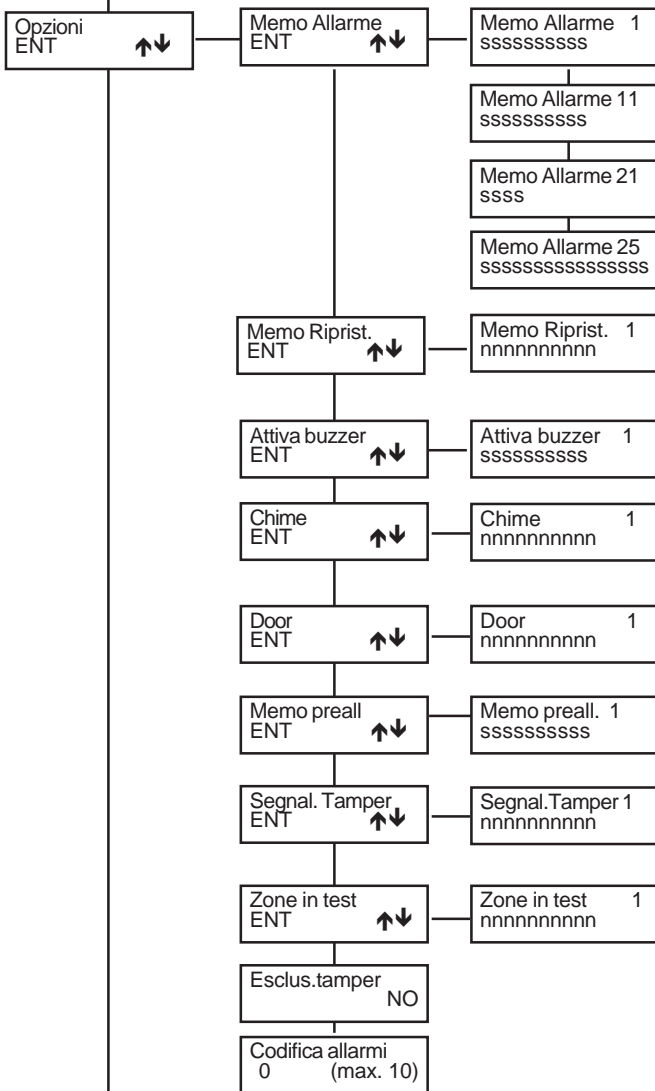 Opzioni
ENT ↑↓
Memo Allarme
ENT ↑↓
Memo Allarme 1
ssssssssss
Memo Allarme 11
ssssssssss
Memo Allarme 21
ssss
Memo Allarme 25
ssssssssssssssss
Memo Riprist.
ENT ↑↓
Memo Riprist. 1
nnnnnnnnnn
Attiva buzzer
ENT ↑↓
Attiva buzzer 1
ssssssssss
Chime
ENT ↑↓
Chime 1
nnnnnnnnnn
Door
ENT ↑↓
Door 1
nnnnnnnnnn
Memo preall
ENT ↑↓
Memo preall. 1
ssssssssss
Segnal. Tamper
ENT ↑↓
Segnal.Tamper 1
nnnnnnnnnn
Zone in test
ENT ↑↓
Zone in test 1
nnnnnnnnnn
Esclus.tamper
NO
Codifica allarmi
0 (max. 10)